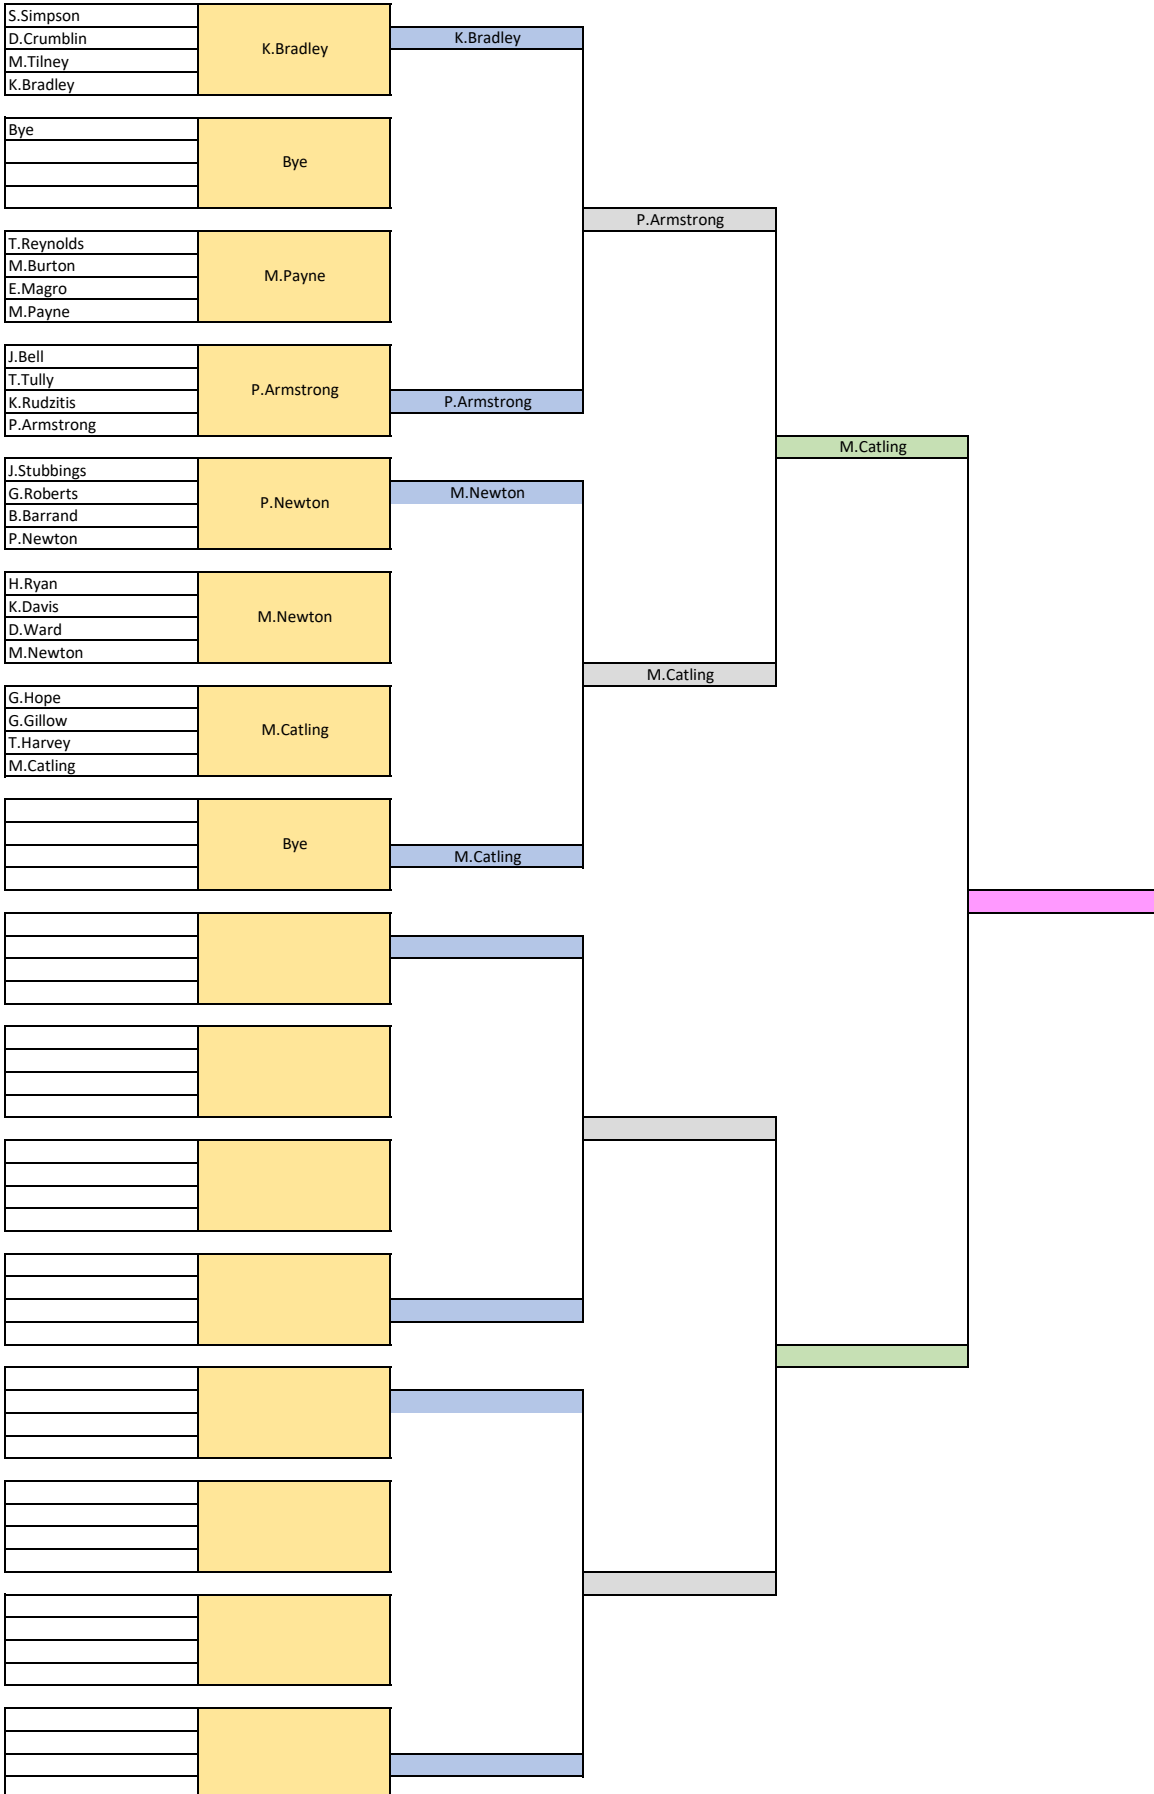 S.Simpson
D.Crumblin
M.Tilney
K.Bradley
K.Bradley
K.Bradley
Bye
Bye
P.Armstrong
T.Reynolds
M.Burton
E.Magro
M.Payne
M.Payne
J.Bell
T.Tully
K.Rudzitis
P.Armstrong
P.Armstrong
P.Armstrong
M.Catling
J.Stubbings
G.Roberts
B.Barrand
P.Newton
P.Newton
M.Newton
H.Ryan
K.Davis
D.Ward
M.Newton
M.Newton
M.Catling
G.Hope
G.Gillow
T.Harvey
M.Catling
M.Catling
Bye
M.Catling